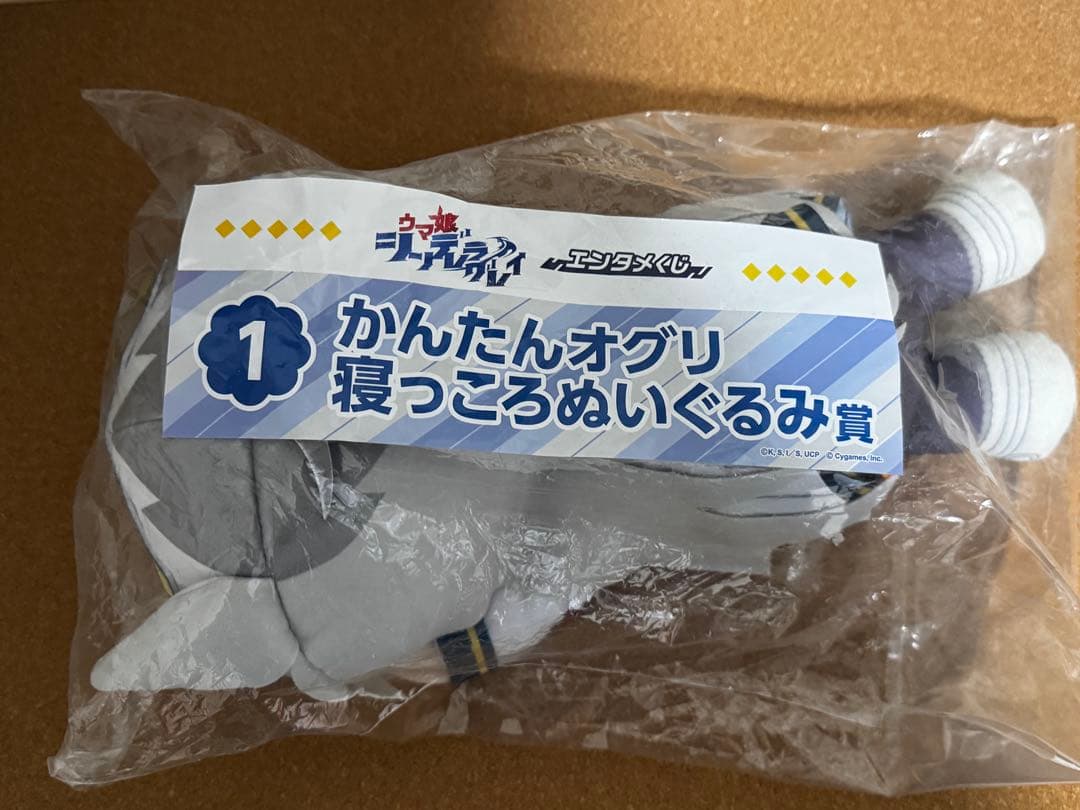 ウマ娘
シンデレラグレイ
エンタメくじ
1
かんたんオグリ
寝っころぬいぐるみ賞
©K, S, I／S, UCP © Cygames, Inc.